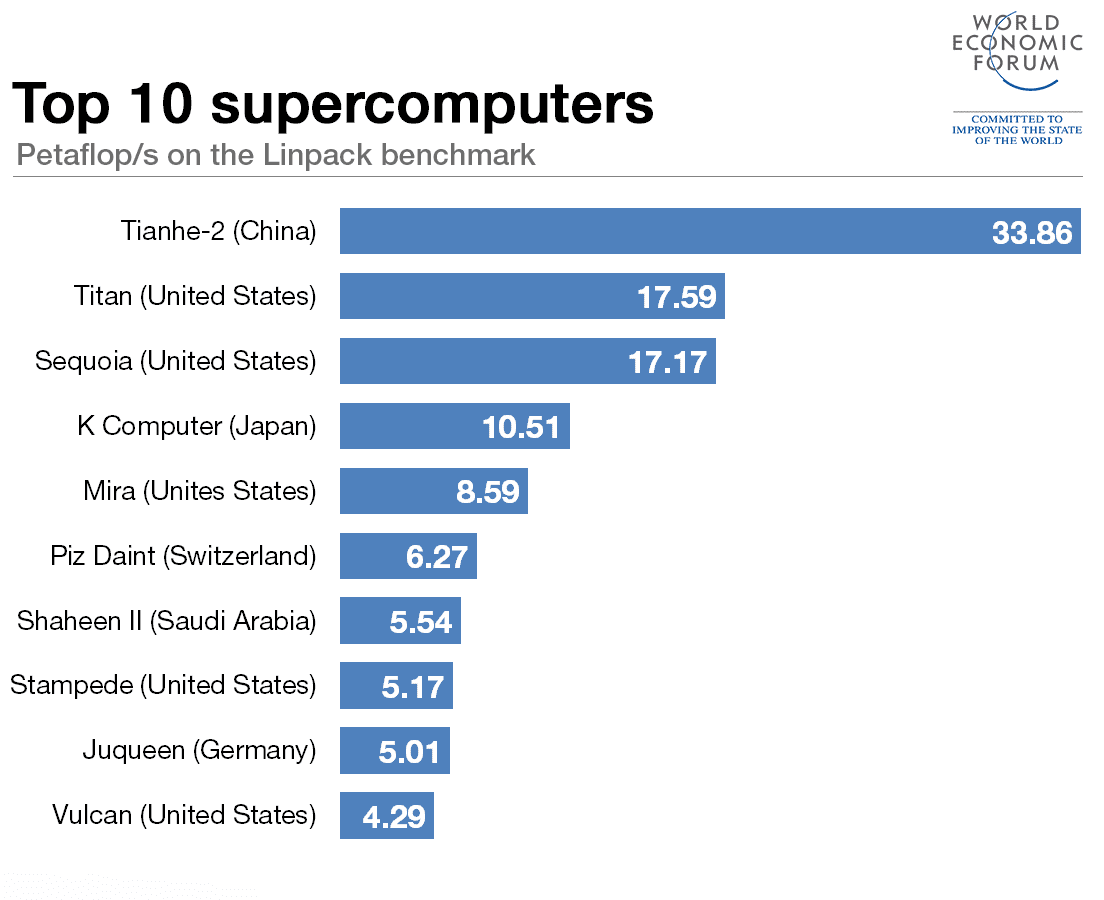 WORLD
ECONOMIC
FORUM
COMMITTED TO
IMPROVING THE STATE
OF THE WORLD
Top 10 supercomputers
Petaflop/s on the Linpack benchmark
Tianhe-2 (China) 33.86
Titan (United States) 17.59
Sequoia (United States) 17.17
K Computer (Japan) 10.51
Mira (Unites States) 8.59
Piz Daint (Switzerland) 6.27
Shaheen II (Saudi Arabia) 5.54
Stampede (United States) 5.17
Juqueen (Germany) 5.01
Vulcan (United States) 4.29